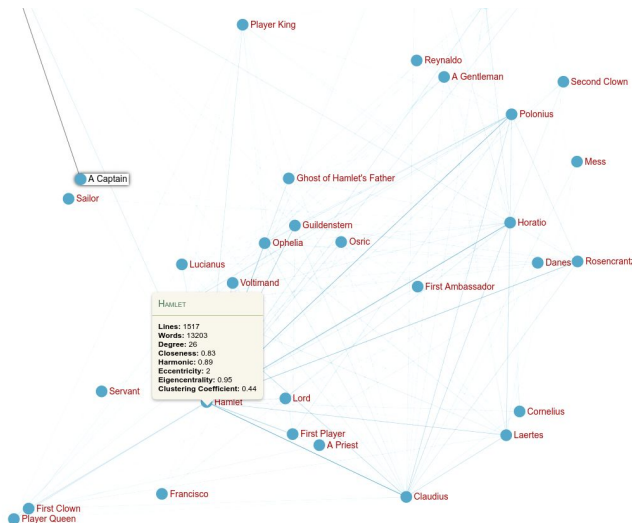 Player King
Reynaldo
A Gentleman
Second Clown
Polonius
Mess
A Captain
Ghost of Hamlet's Father
Sailor
Guildenstern
Horatio
Ophelia
Osric
Danes
Rosencrantz
Lucianus
Voltimand
First Ambassador
HAMLET
Lines: 1517
Words: 13203
Degree: 26
Closeness: 0.83
Harmonic: 0.89
Eccentricity: 2
Eigencentrality: 0.95
Clustering Coefficient: 0.44
Servant
Hamlet
Lord
Cornelius
First Player
A Priest
Laertes
Francisco
Claudius
First Clown
Player Queen